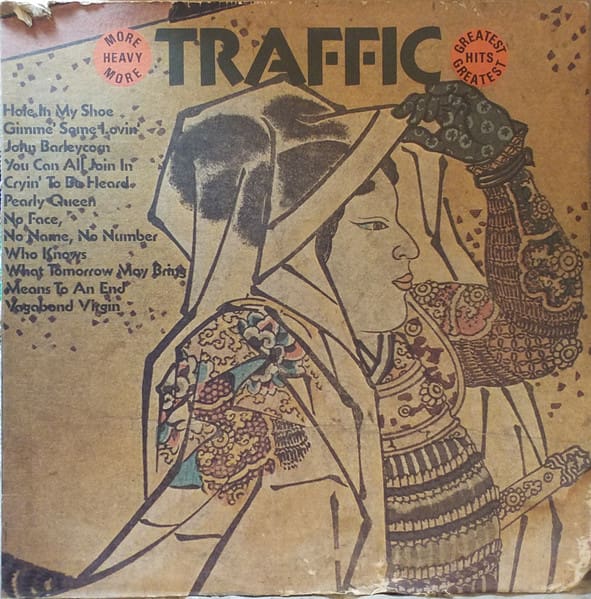 MORE
HEAVY
MORE
TRAFFIC
GREATEST
HITS
GREATEST
Hole In My Shoe
Gimme' Some Lovin'
John Barleycorn
You Can All Join In
Cryin' To Be Heard
Pearly Queen
No Face,
No Name, No Number
Who Knows
What Tomorrow May Bring
Means To An End
Vagabond Virgin